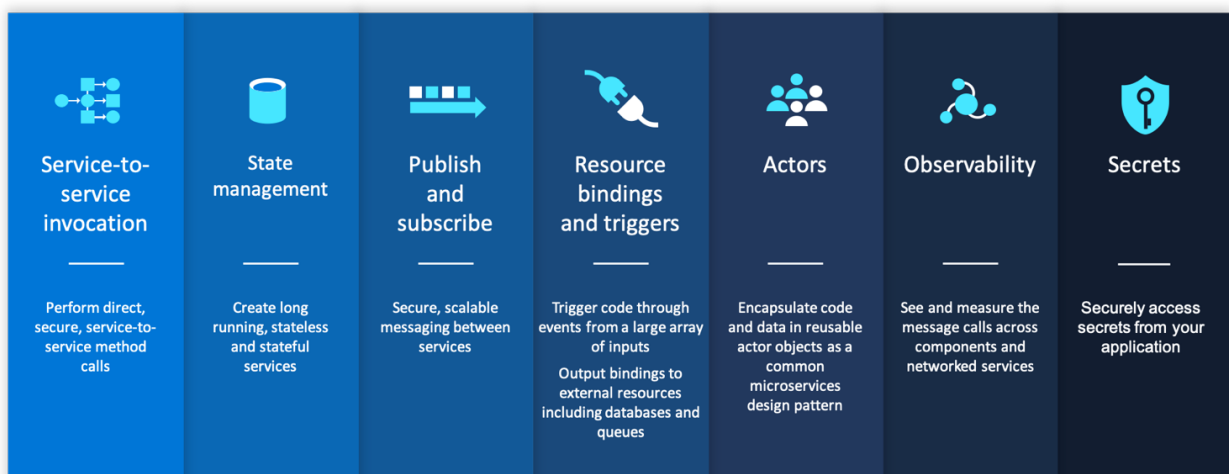 Service-to-
service
invocation
Perform direct,
secure, service-to-
service method
calls
State
management
Create long
running, stateless
and stateful
services
Publish
and
subscribe
Secure, scalable
messaging between
services
Resource
bindings
and triggers
Trigger code through
events from a large array
of inputs
Output bindings to
external resources
including databases and
queues
Actors
Encapsulate code
and data in reusable
actor objects as a
common
microservices
design pattern
Observability
See and measure the
message calls across
components and
networked services
Secrets
Securely access
secrets from your
application